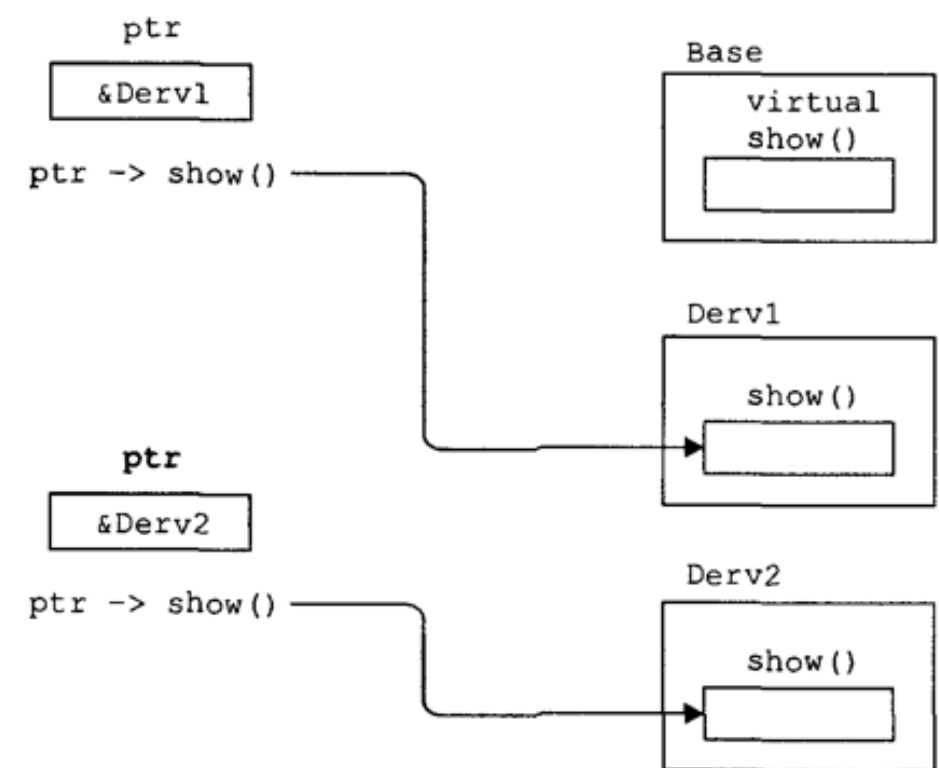 ptr
&Derv1
ptr -> show()
Base
virtual
show()
Derv1
show()
ptr
&Derv2
ptr -> show()
Derv2
show()